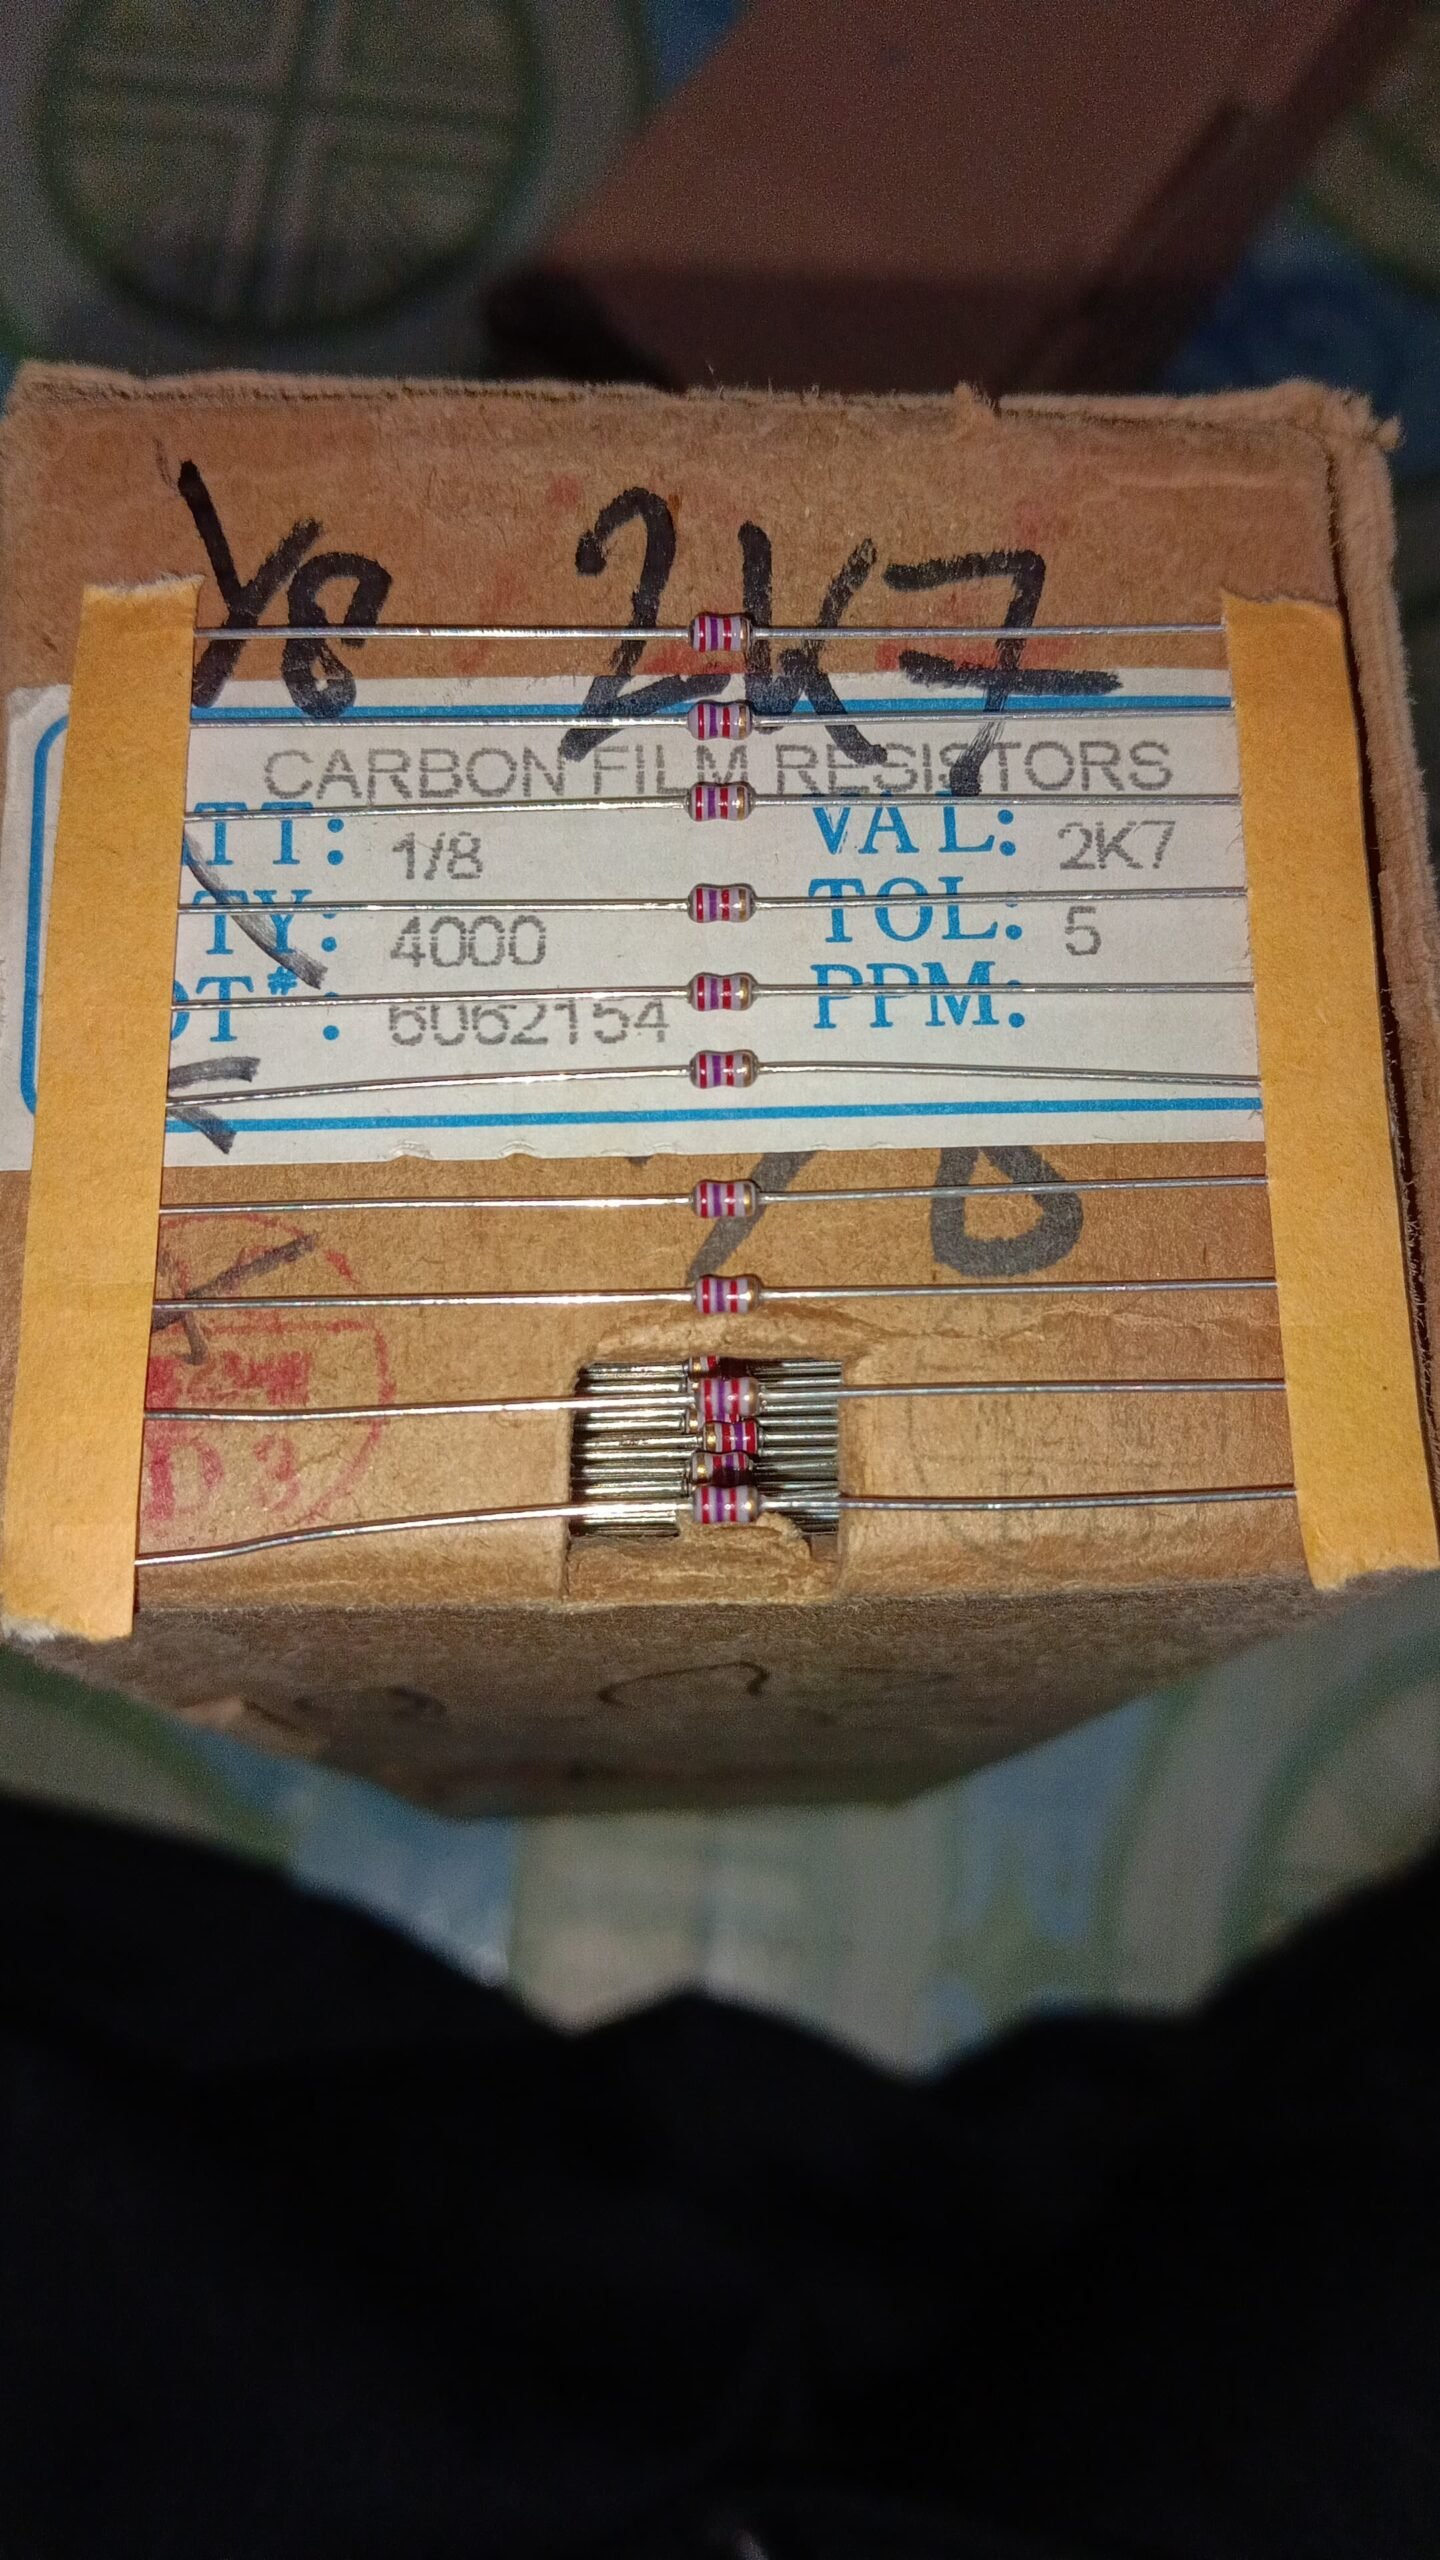 1/8 2K7
CARBON FILM RESISTORS
TT: 1/8 VAL: 2K7
TY: 4000 TOL: 5
OT#: 6062154 PPM: